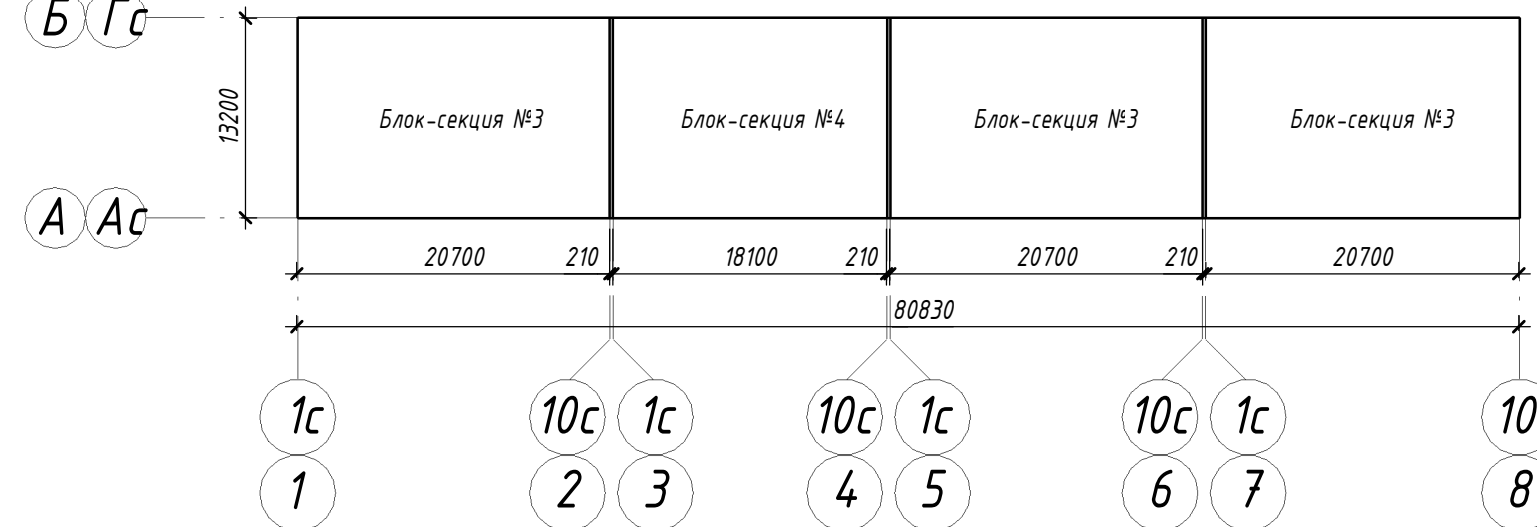 Б Гс
13200
Блок-секция №3 Блок-секция №4 Блок-секция №3 Блок-секция №3
А Ас
20700 210 18100 210 20700 210 20700
80830
1с 10с 1с 10с 1с 10с 1с 10
1 2 3 4 5 6 7 8